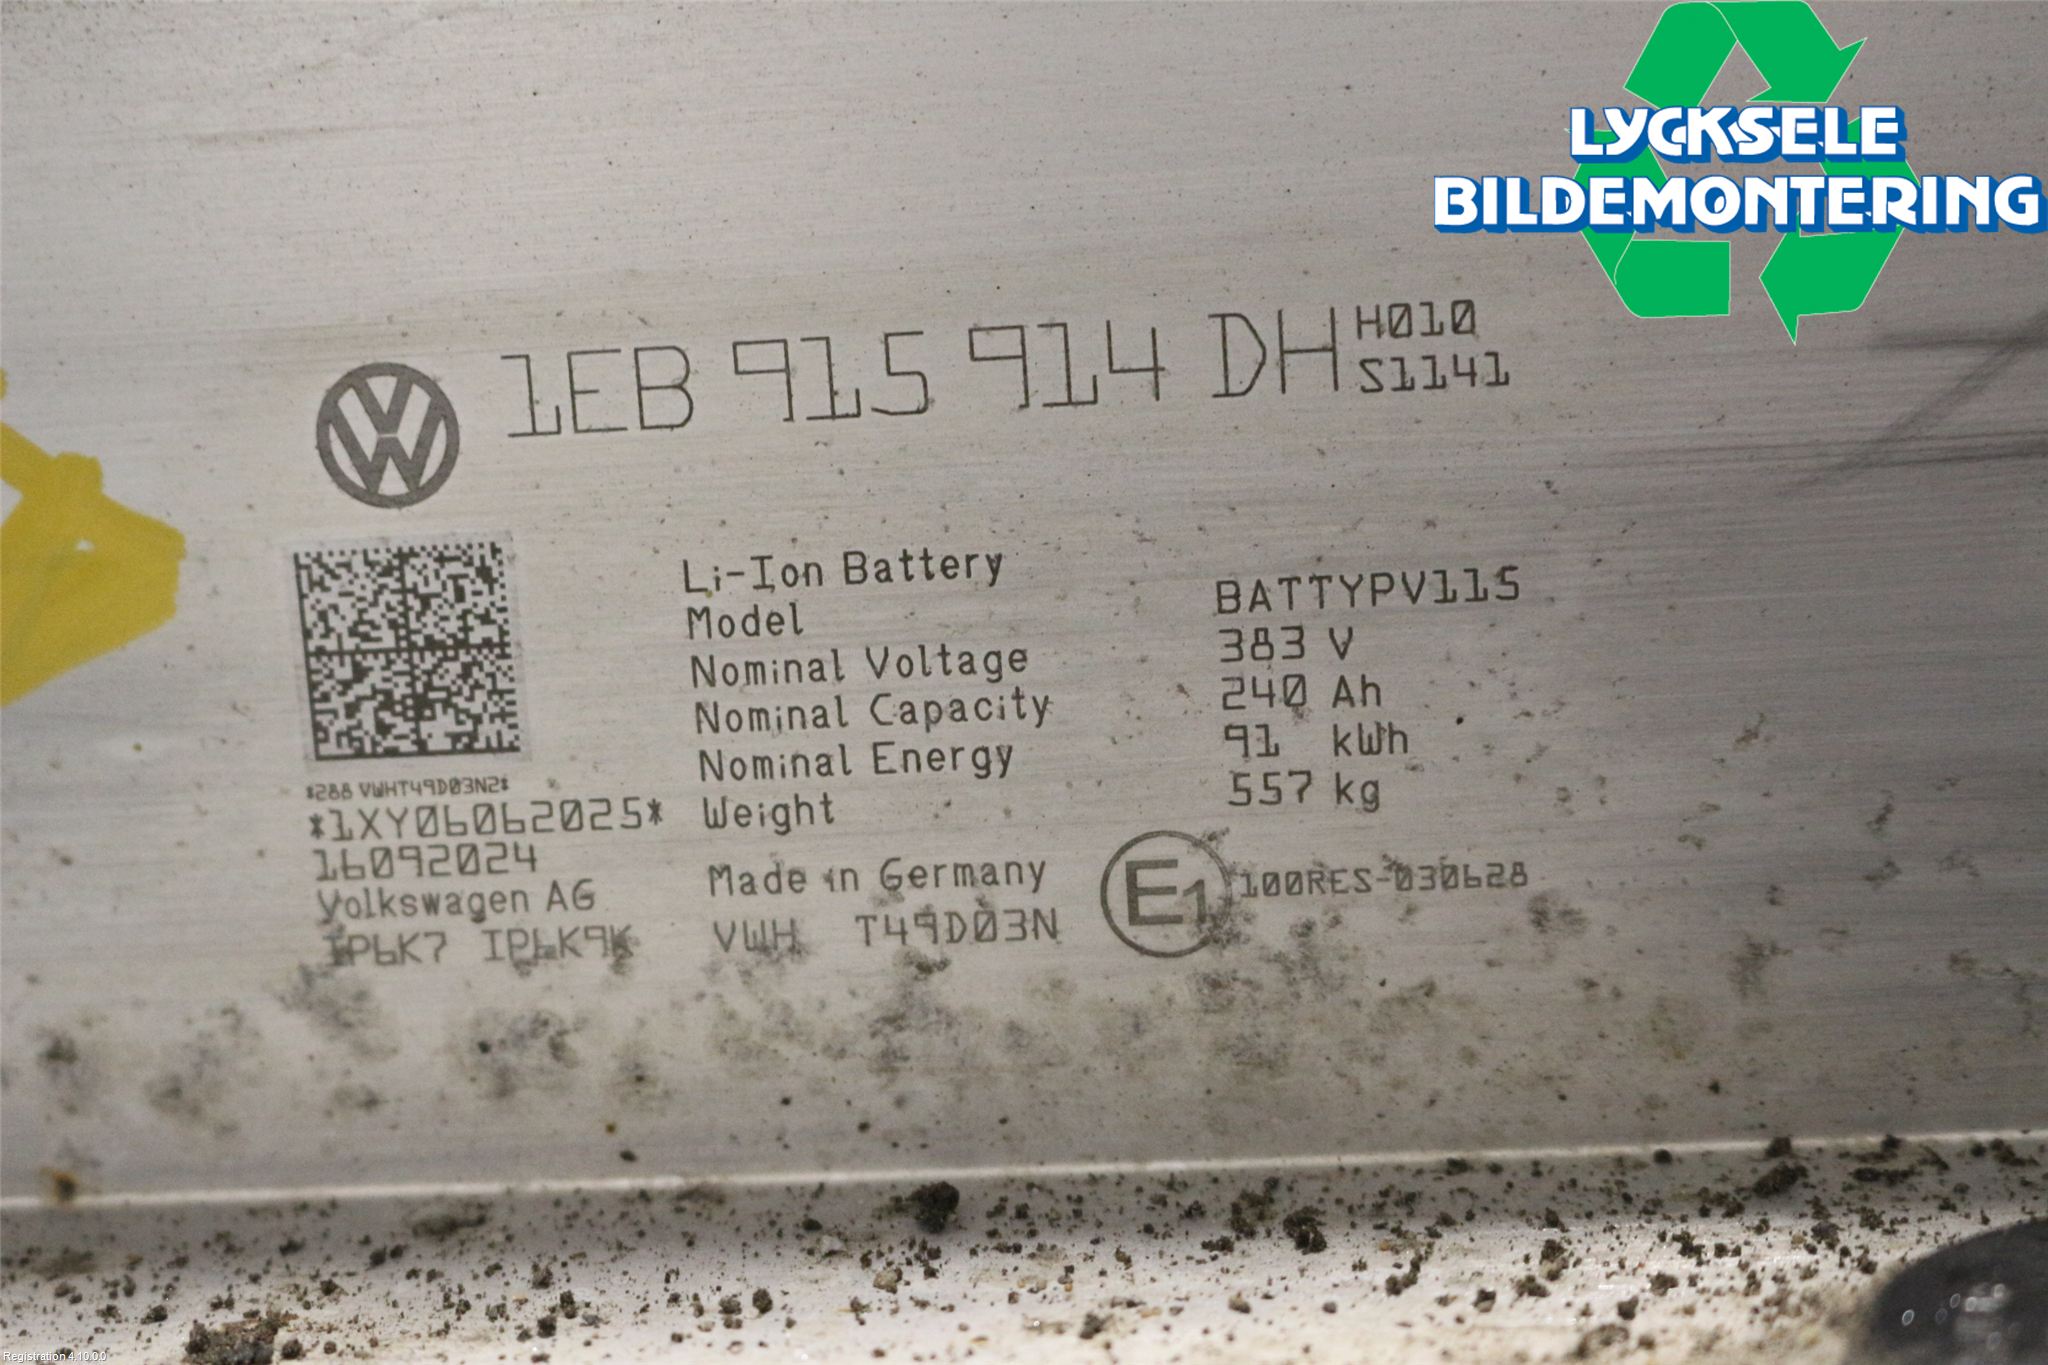 LYCKSELE
BILDEMONTERING
1EB 915 914 DH H010
S1141
Li-Ion Battery
Model BATTYPV115
Nominal Voltage 383 V
Nominal Capacity 240 Ah
Nominal Energy 91 kWh
Weight 557 kg
*288 VWHT49D03N2*
*1XY06062025*
16092024
Volkswagen AG
IP6K7 IP6K9K
Made in Germany
VWH T49D03N
E1 100RES-030628
Registration 4.10.0.0